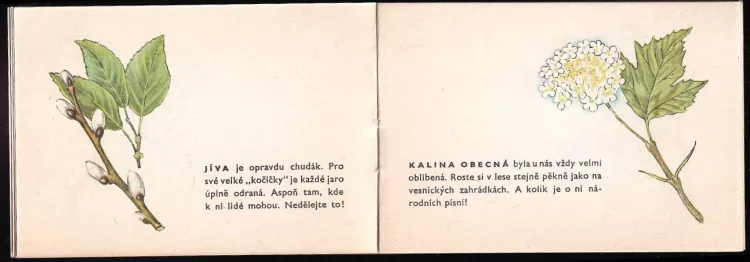 JÍVA je opravdu chudák. Pro
své velké „kočičky" je každé jaro
úplně odraná. Aspoň tam, kde
k ní lidé mohou. Nedělejte to!
KALINA OBECNÁ byla u nás vždy velmi
oblíbená. Roste si v lese stejně pěkně jako na
vesnických zahrádkách. A kolik je o ní ná-
rodních písní!